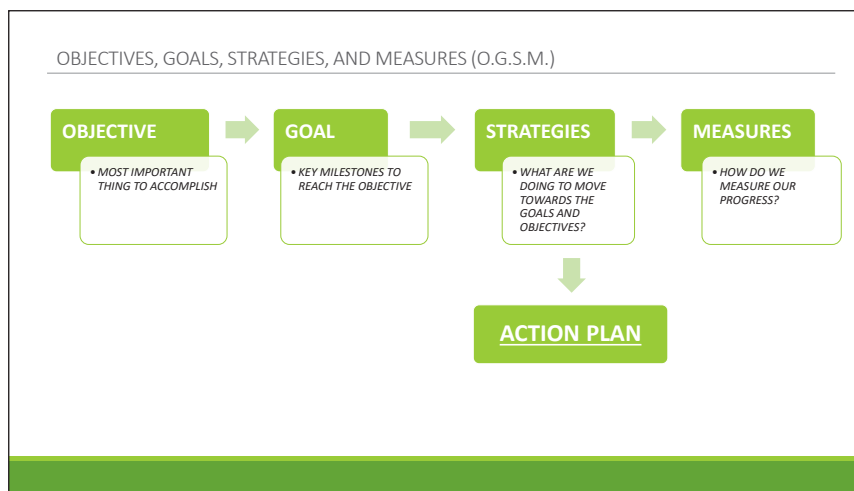 OBJECTIVES, GOALS, STRATEGIES, AND MEASURES (O.G.S.M.)
OBJECTIVE
• MOST IMPORTANT
THING TO ACCOMPLISH
GOAL
• KEY MILESTONES TO
REACH THE OBJECTIVE
STRATEGIES
• WHAT ARE WE
DOING TO MOVE
TOWARDS THE
GOALS AND
OBJECTIVES?
MEASURES
• HOW DO WE
MEASURE OUR
PROGRESS?
ACTION PLAN